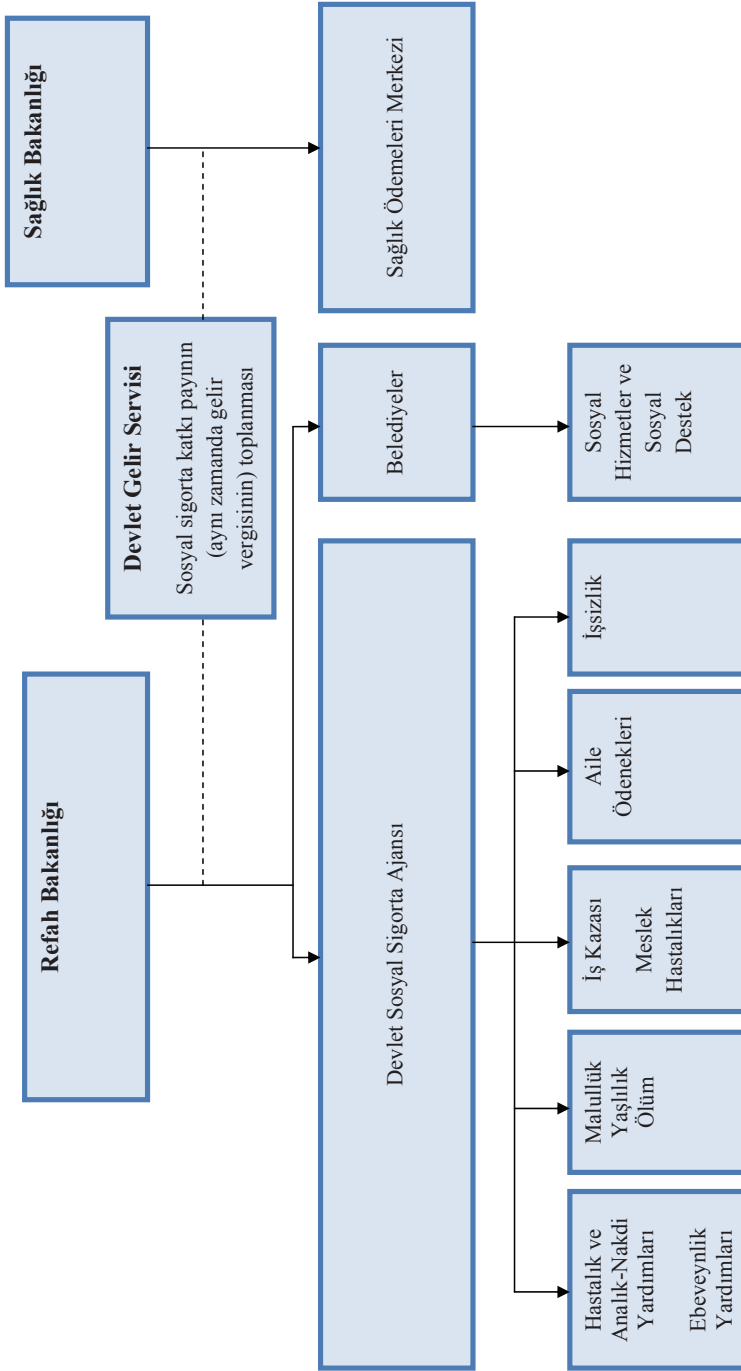 Refah Bakanlığı
Sağlık Bakanlığı
Devlet Gelir Servisi
Sosyal sigorta katkı payının
(aynı zamanda gelir
vergisinin) toplanması
Devlet Sosyal Sigorta Ajansı
Belediyeler
Sağlık Ödemeleri Merkezi
Hastalık ve
Analık-Nakdi
Yardımları
Ebeveynlik
Yardımları
Malullük
Yaşlılık
Ölüm
İş Kazası
Meslek
Hastalıkları
Aile
Ödenekleri
İşsizlik
Sosyal
Hizmetler ve
Sosyal
Destek